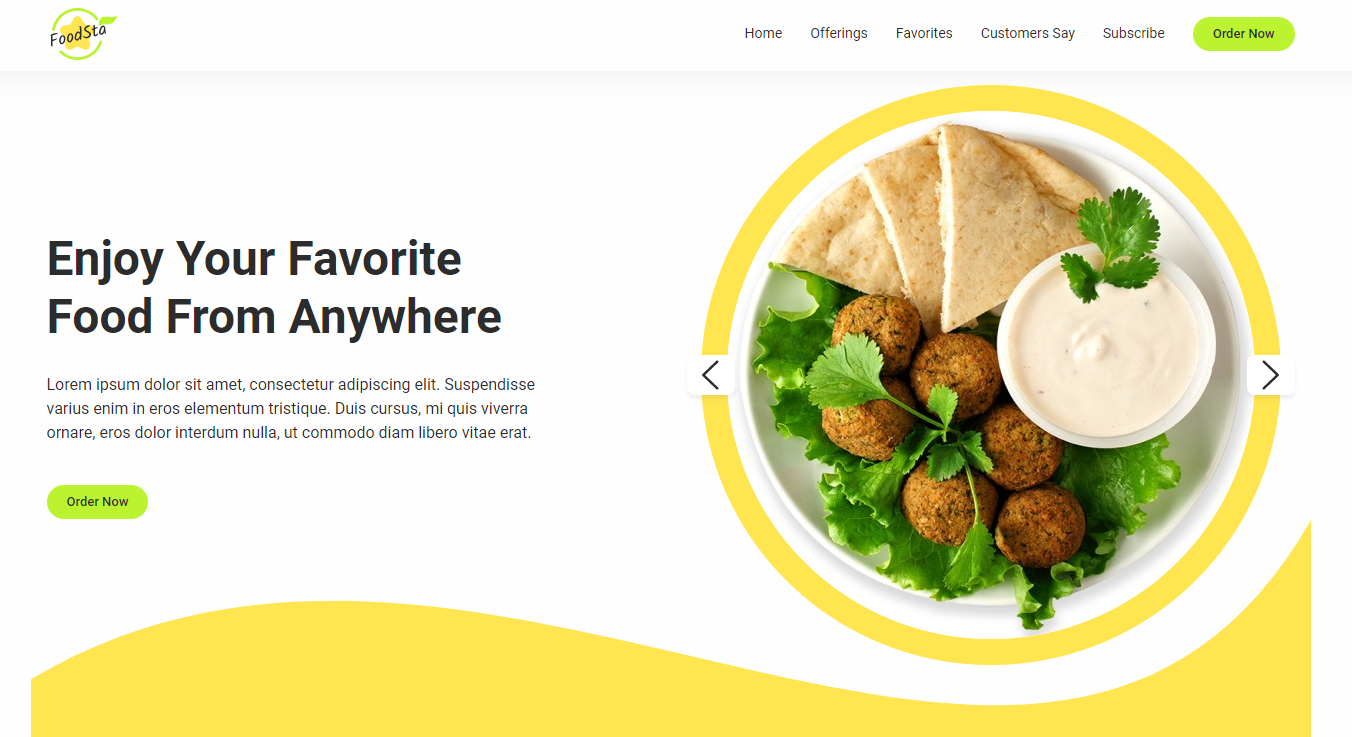 FoodSta
Home Offerings Favorites Customers Say Subscribe Order Now
Enjoy Your Favorite
Food From Anywhere
Lorem ipsum dolor sit amet, consectetur adipiscing elit. Suspendisse
varius enim in eros elementum tristique. Duis cursus, mi quis viverra
ornare, eros dolor interdum nulla, ut commodo diam libero vitae erat.
Order Now